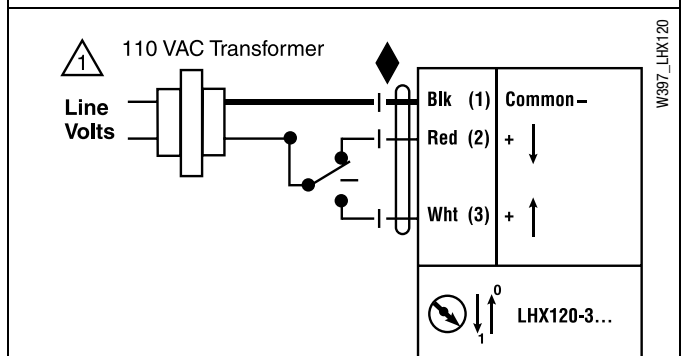 1 110 VAC Transformer
Line
Volts
Blk (1) Common –
Red (2) + ↓
Wht (3) + ↑
0
1
LHX120-3...
W397_LHX120